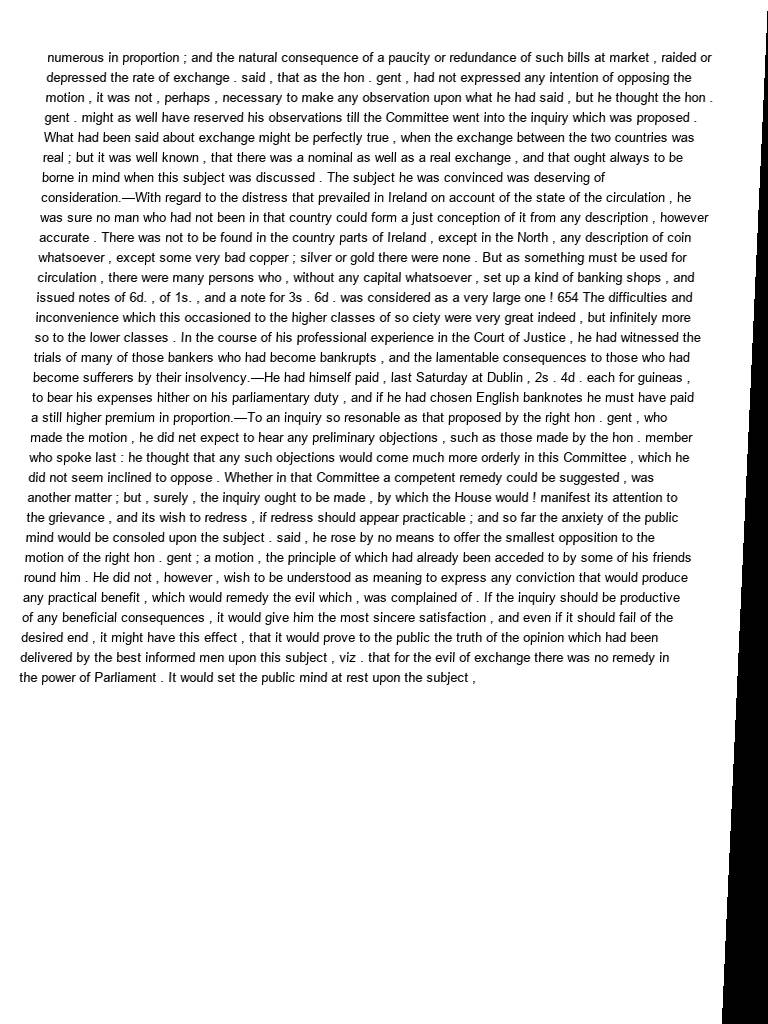 numerous in proportion ; and the natural consequence of a paucity or redundance of such bills at market , raided or
depressed the rate of exchange . said , that as the hon . gent , had not expressed any intention of opposing the
motion , it was not , perhaps , necessary to make any observation upon what he had said , but he thought the hon .
gent . might as well have reserved his observations till the Committee went into the inquiry which was proposed .
What had been said about exchange might be perfectly true , when the exchange between the two countries was
real ; but it was well known , that there was a nominal as well as a real exchange , and that ought always to be
borne in mind when this subject was discussed . The subject he was convinced was deserving of
consideration.—With regard to the distress that prevailed in Ireland on account of the state of the circulation , he
was sure no man who had not been in that country could form a just conception of it from any description , however
accurate . There was not to be found in the country parts of Ireland , except in the North , any description of coin
whatsoever , except some very bad copper ; silver or gold there were none . But as something must be used for
circulation , there were many persons who , without any capital whatsoever , set up a kind of banking shops , and
issued notes of 6d. , of 1s. , and a note for 3s . 6d . was considered as a very large one ! 654 The difficulties and
inconvenience which this occasioned to the higher classes of so ciety were very great indeed , but infinitely more
so to the lower classes . In the course of his professional experience in the Court of Justice , he had witnessed the
trials of many of those bankers who had become bankrupts , and the lamentable consequences to those who had
become sufferers by their insolvency.—He had himself paid , last Saturday at Dublin , 2s . 4d . each for guineas ,
to bear his expenses hither on his parliamentary duty , and if he had chosen English banknotes he must have paid
a still higher premium in proportion.—To an inquiry so resonable as that proposed by the right hon . gent , who
made the motion , he did net expect to hear any preliminary objections , such as those made by the hon . member
who spoke last : he thought that any such objections would come much more orderly in this Committee , which he
did not seem inclined to oppose . Whether in that Committee a competent remedy could be suggested , was
another matter ; but , surely , the inquiry ought to be made , by which the House would ! manifest its attention to
the grievance , and its wish to redress , if redress should appear practicable ; and so far the anxiety of the public
mind would be consoled upon the subject . said , he rose by no means to offer the smallest opposition to the
motion of the right hon . gent ; a motion , the principle of which had already been acceded to by some of his friends
round him . He did not , however , wish to be understood as meaning to express any conviction that would produce
any practical benefit , which would remedy the evil which , was complained of . If the inquiry should be productive
of any beneficial consequences , it would give him the most sincere satisfaction , and even if it should fail of the
desired end , it might have this effect , that it would prove to the public the truth of the opinion which had been
delivered by the best informed men upon this subject , viz . that for the evil of exchange there was no remedy in
the power of Parliament . It would set the public mind at rest upon the subject ,